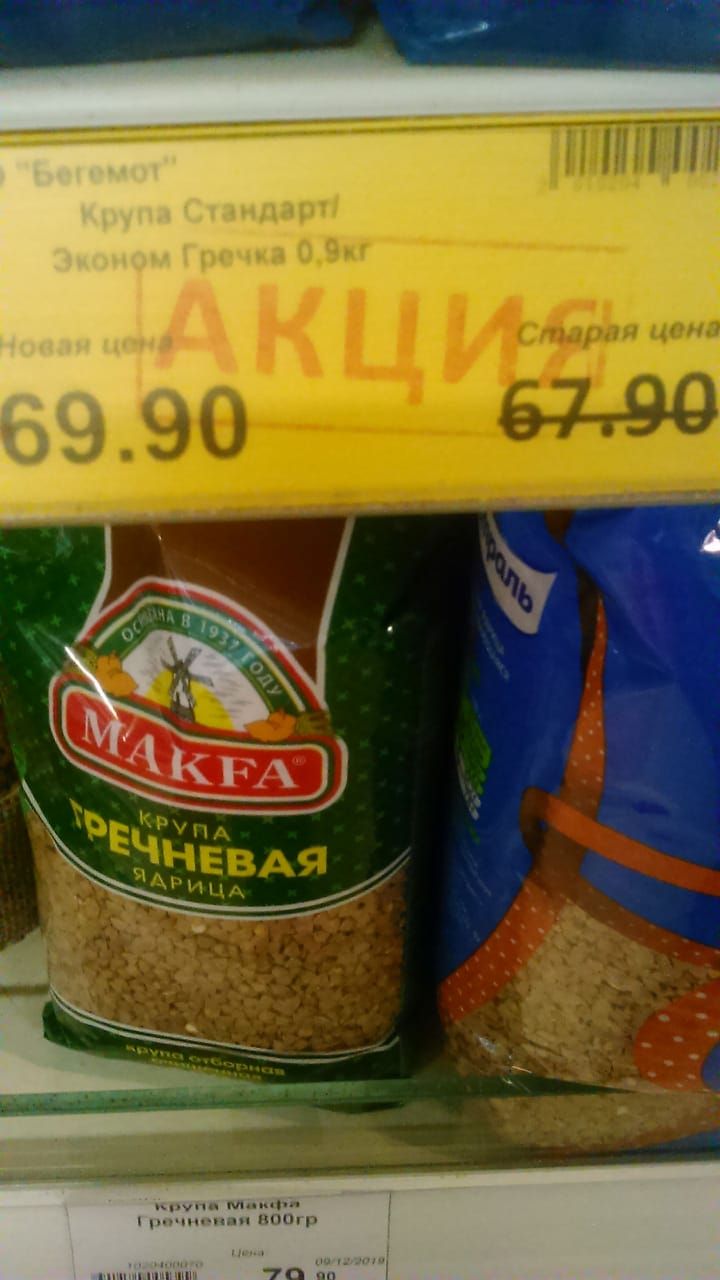 "Бегемот"
Крупа Стандарт/
Эконом Гречка 0,9кг
АКЦИЯ
Новая цена
Старая цена
69.90
67.90
ОСНОВАНА В 1937 ГОДУ
MAKFA®
КРУПА
ГРЕЧНЕВАЯ
ЯДРИЦА
крупа отборная
Крупа Макфа
Гречневая 800гр
Цена
1020400070
09/12/2019
79.90